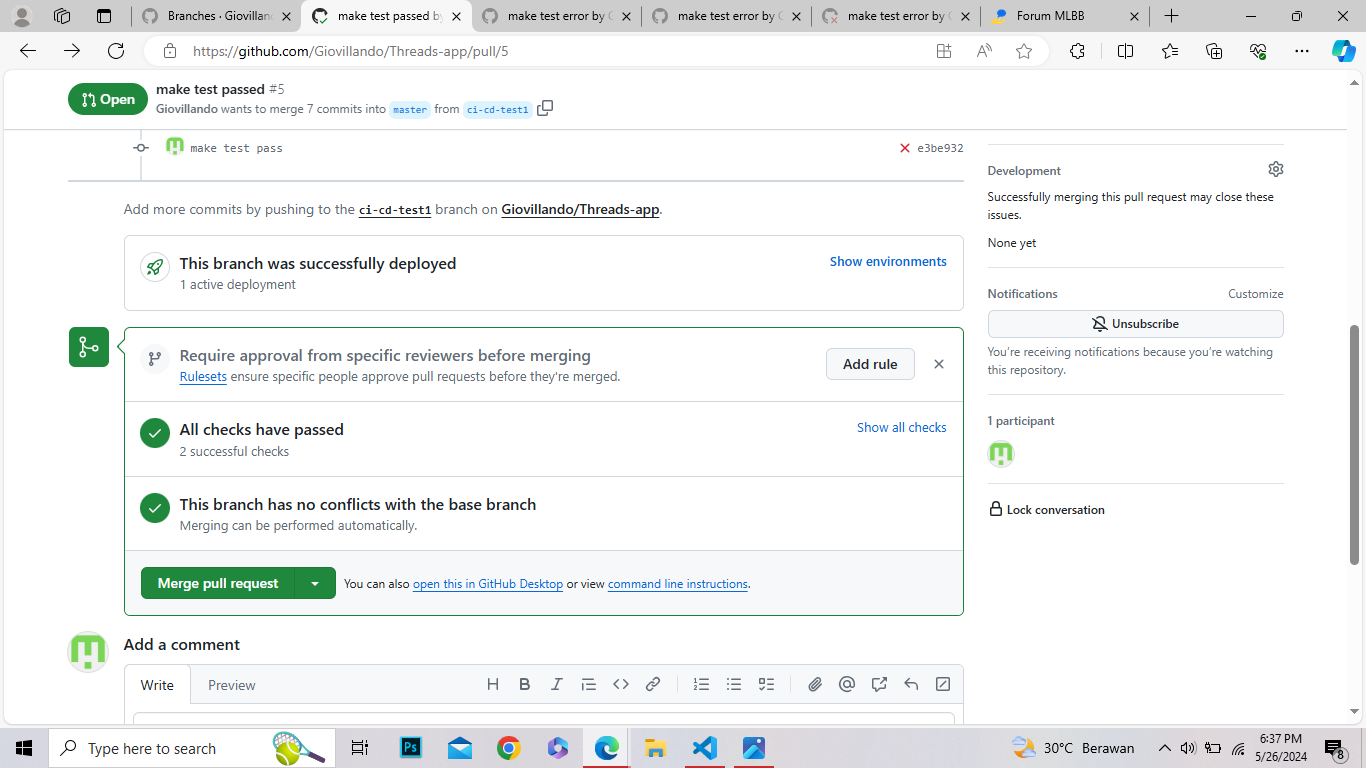 Branches · Giovillan
make test passed by
make test error by G
make test error by G
make test error by G
Forum MLBB
https://github.com/Giovillando/Threads-app/pull/5
Open
make test passed #5
Giovillando wants to merge 7 commits into master from ci-cd-test1
make test pass
e3be932
Add more commits by pushing to the ci-cd-test1 branch on Giovillando/Threads-app.
This branch was successfully deployed
1 active deployment
Show environments
Require approval from specific reviewers before merging
Rulesets ensure specific people approve pull requests before they're merged.
Add rule
All checks have passed
2 successful checks
Show all checks
This branch has no conflicts with the base branch
Merging can be performed automatically.
Merge pull request
You can also open this in GitHub Desktop or view command line instructions.
Add a comment
Write
Preview
Development
Successfully merging this pull request may close these
issues.
None yet
Notifications
Customize
Unsubscribe
You're receiving notifications because you're watching
this repository.
1 participant
Lock conversation
Type here to search
Ps
30°C Berawan
6:37 PM
5/26/2024
8